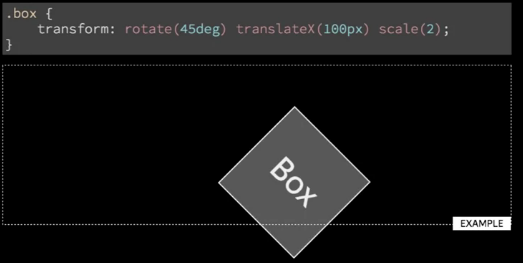 .box {
    transform: rotate(45deg) translateX(100px) scale(2);
}
Box
EXAMPLE